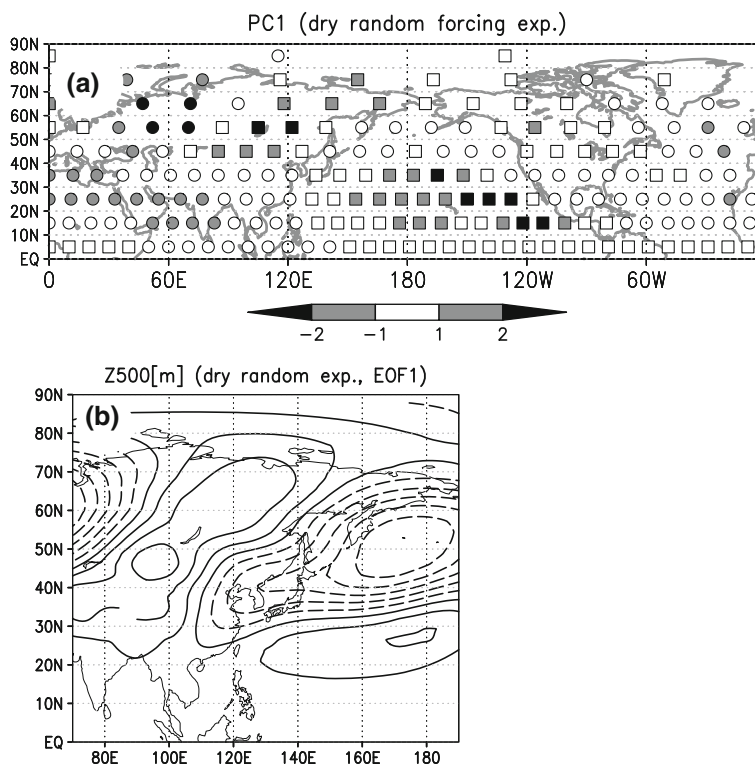 PC1 (dry random forcing exp.)
(a)
90N
80N
70N
60N
50N
40N
30N
20N
10N
EQ
0 60E 120E 180 120W 60W
-2 -1 1 2
Z500[m] (dry random exp., EOF1)
(b)
90N
80N
70N
60N
50N
40N
30N
20N
10N
EQ
80E 100E 120E 140E 160E 180